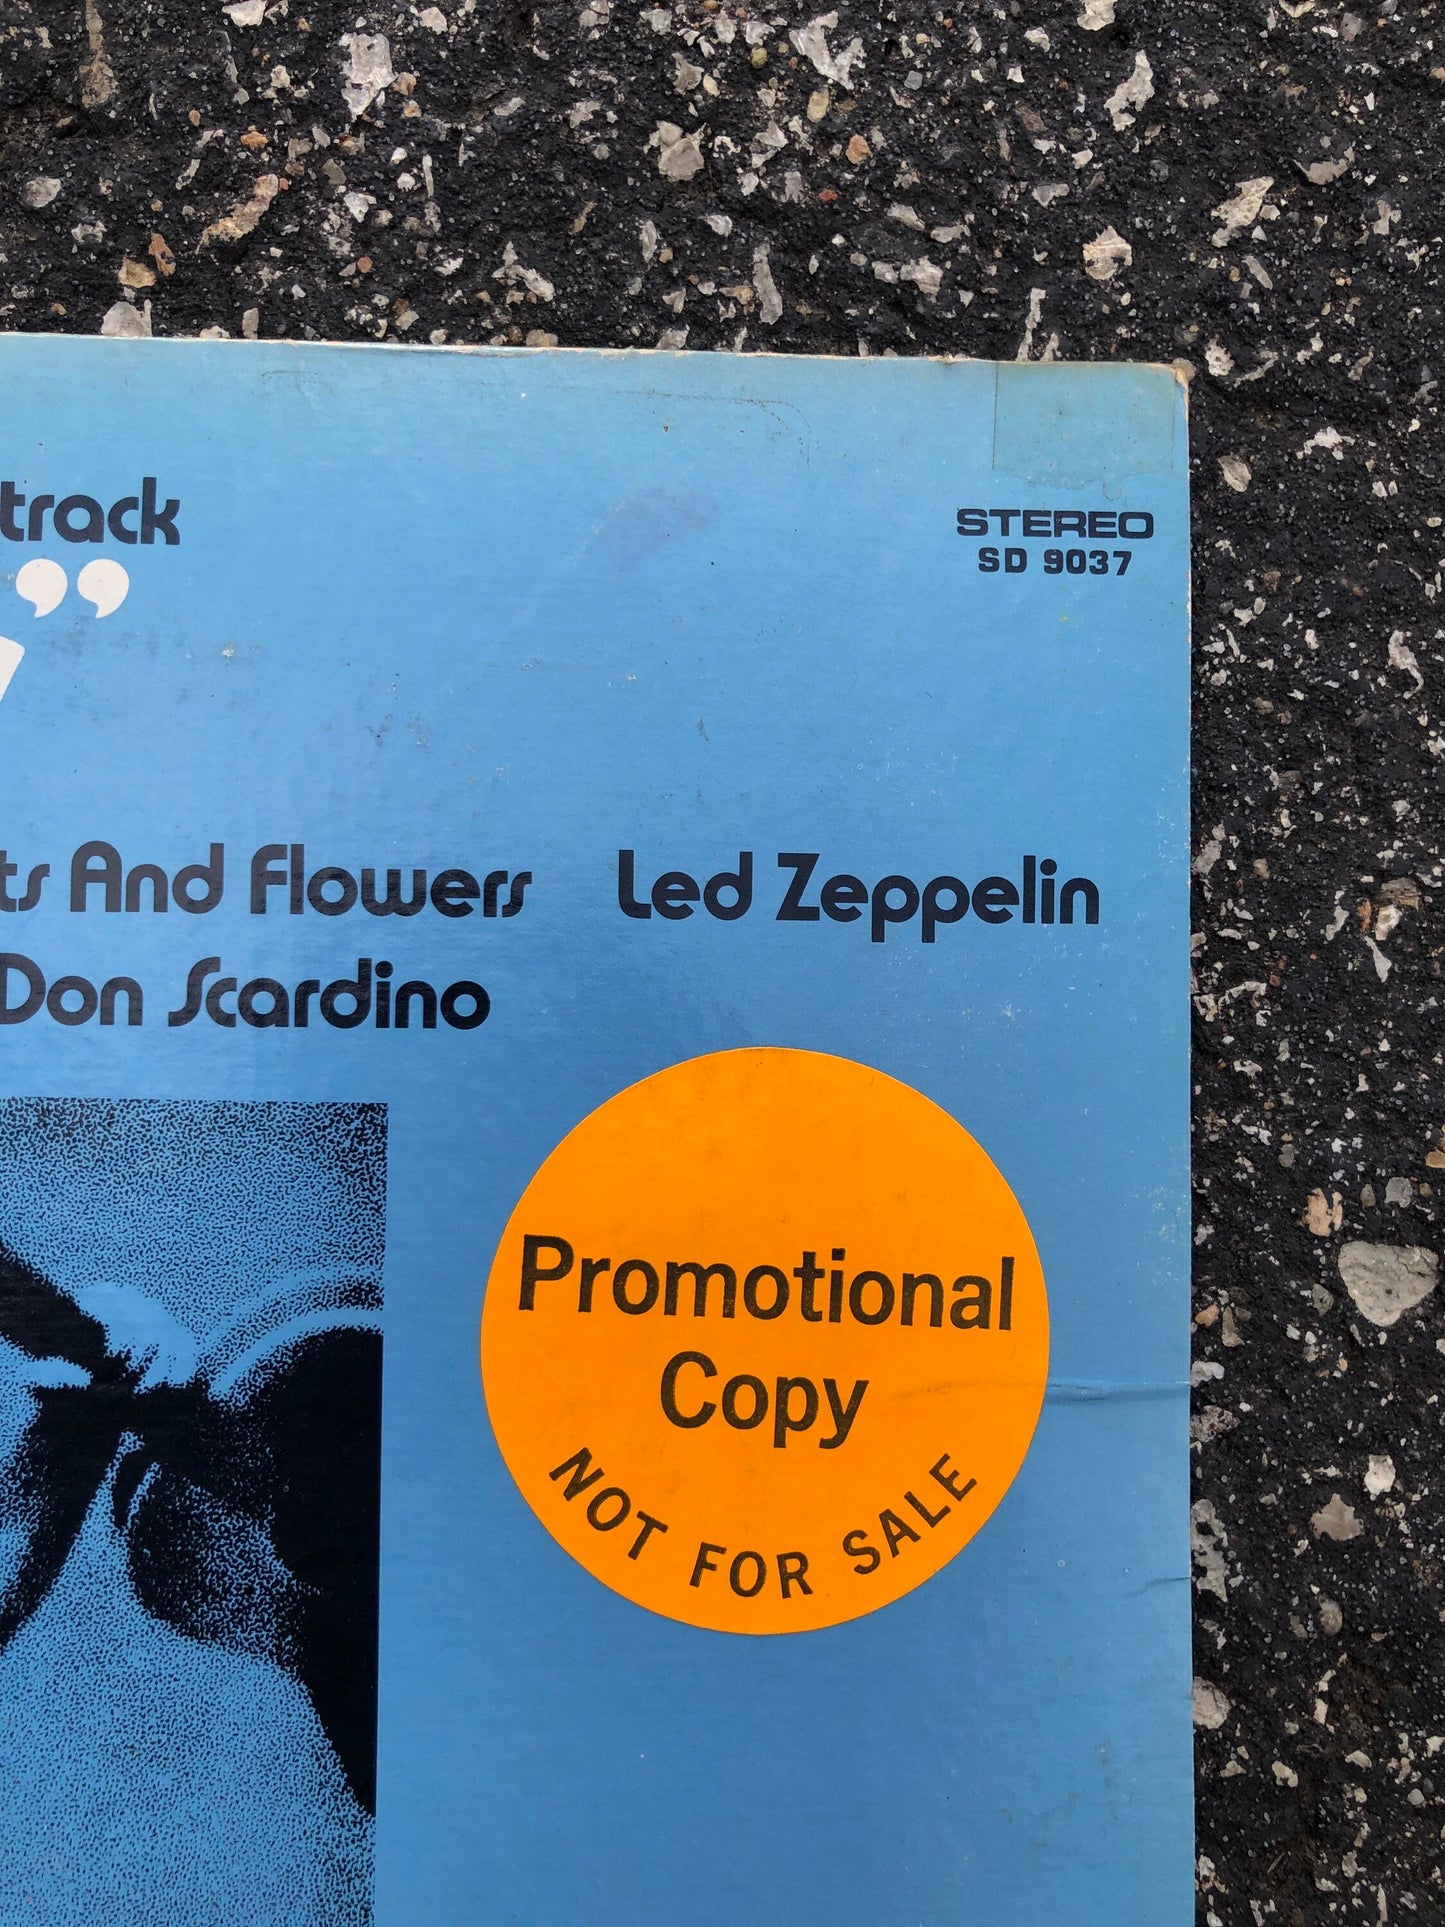 track
STEREO
”
SD 9037
ts And Flowers Led Zeppelin
Don Scardino
Promotional
Copy
NOT FOR SALE